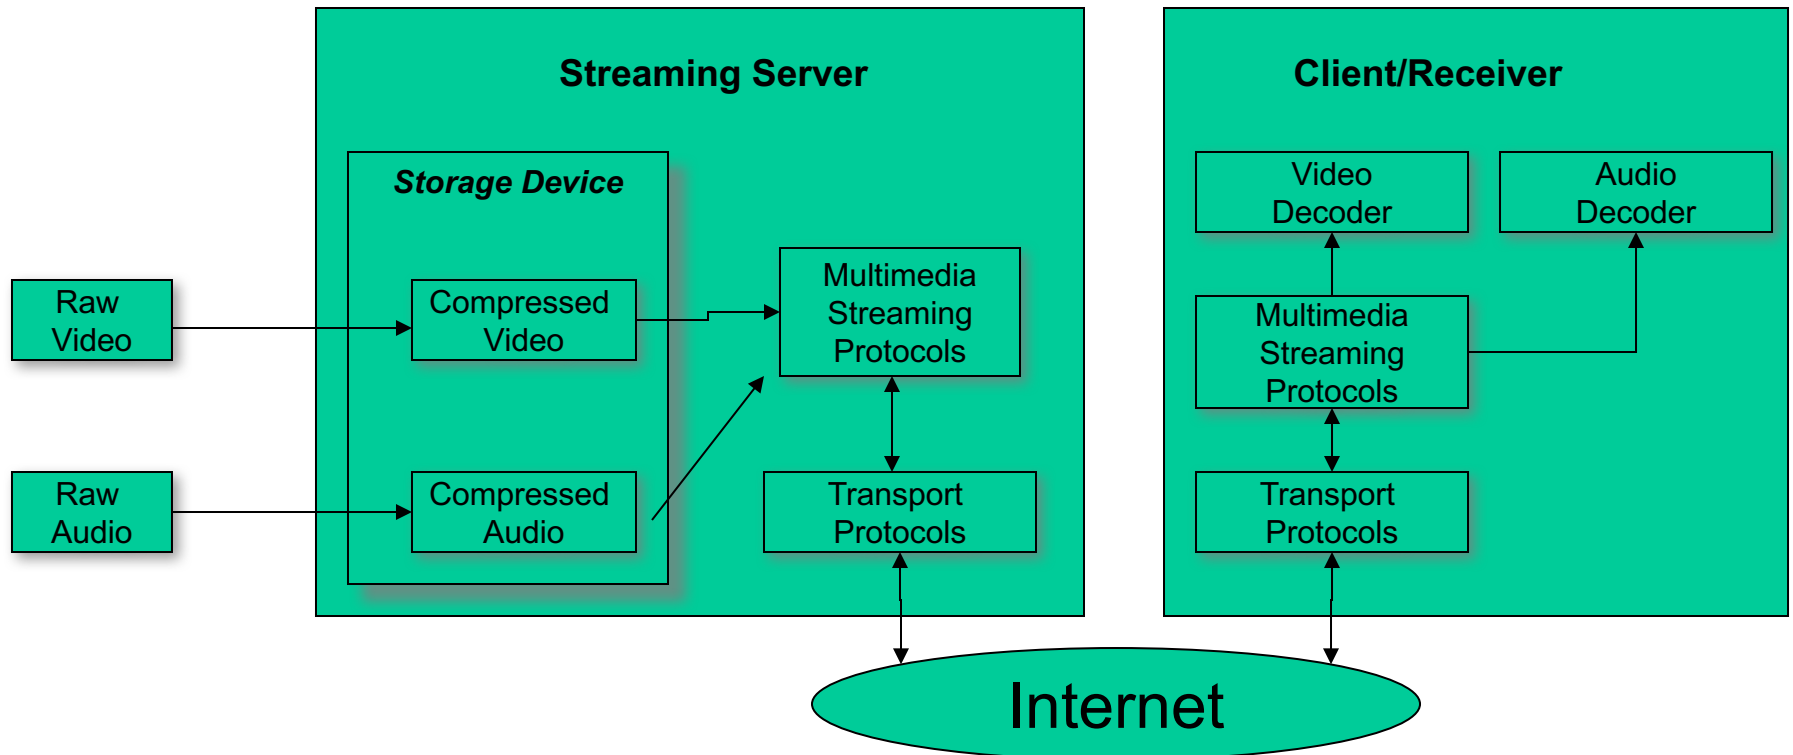 Streaming Server
Client/Receiver
Storage Device
Video
Decoder
Audio
Decoder
Raw
Video
Compressed
Video
Multimedia
Streaming
Protocols
Multimedia
Streaming
Protocols
Raw
Audio
Compressed
Audio
Transport
Protocols
Transport
Protocols
Internet